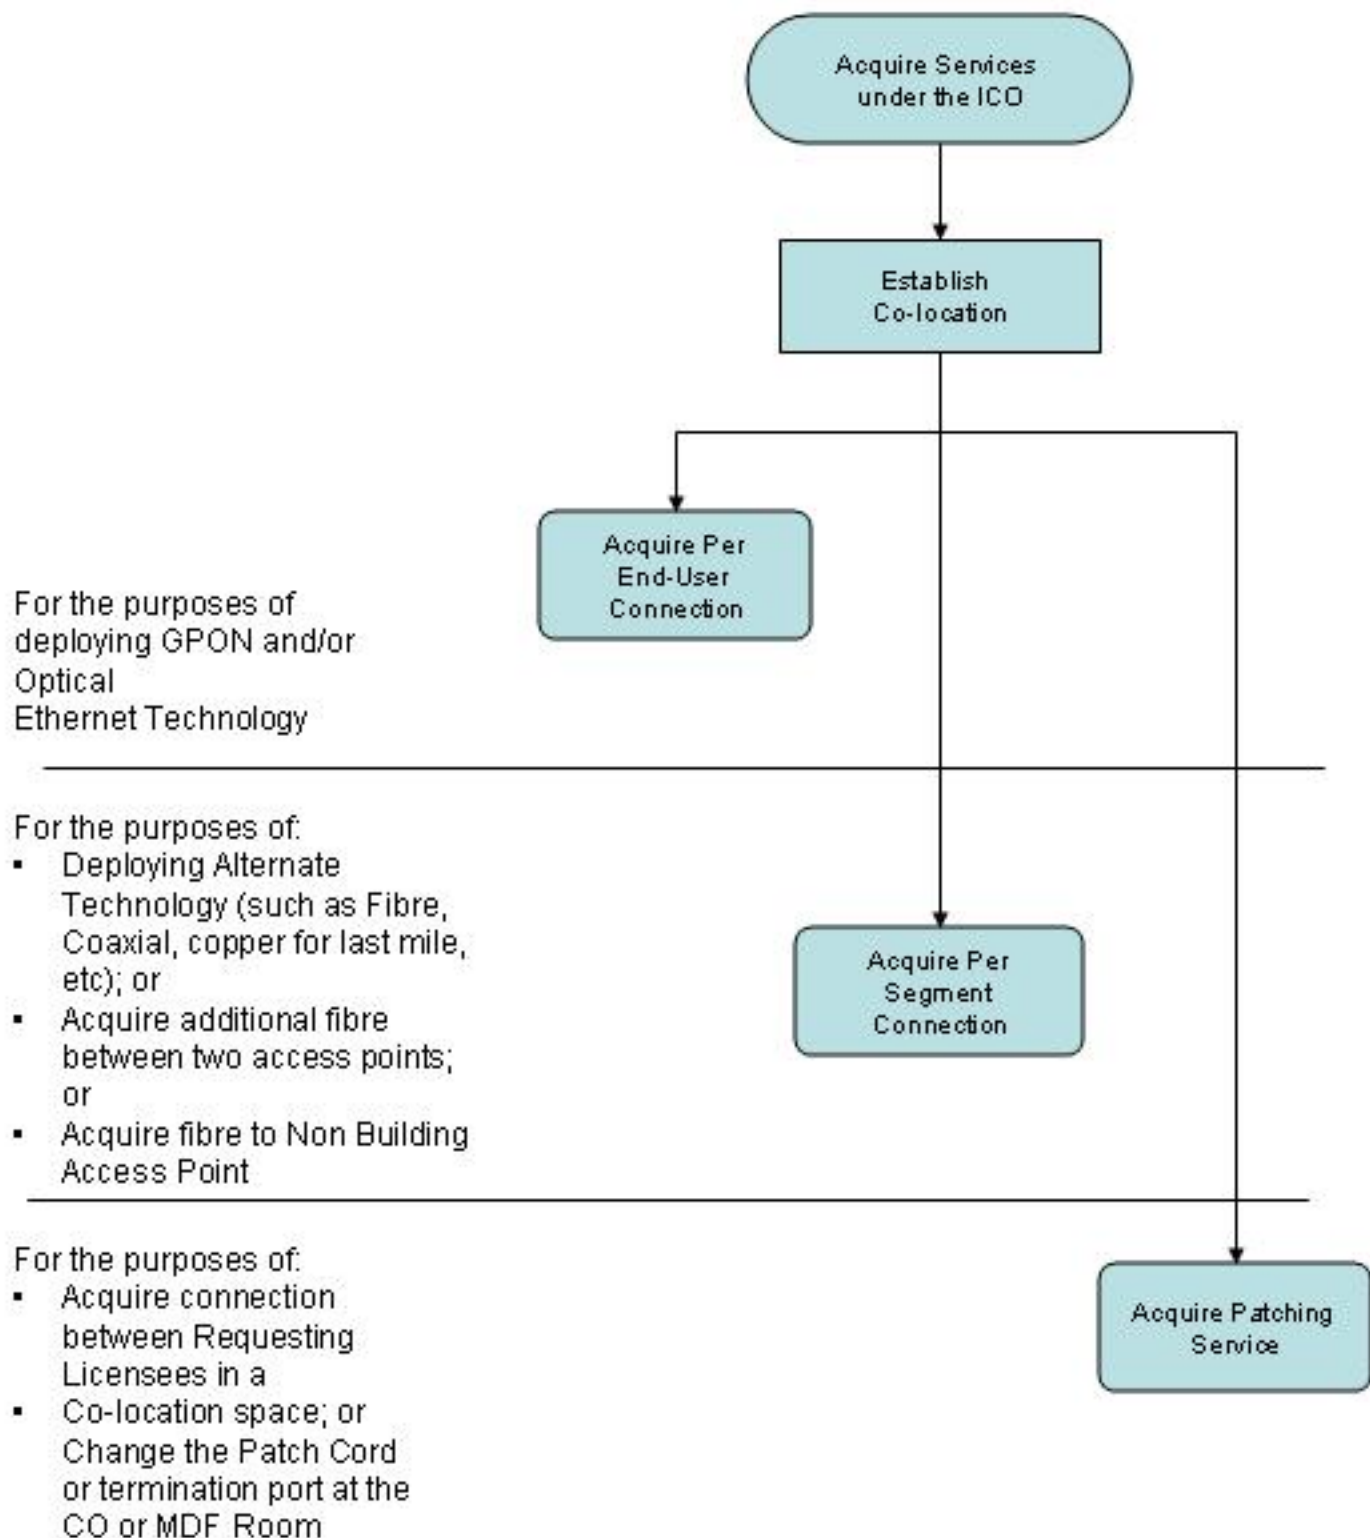 Acquire Services
under the ICO
Establish
Co-location
Acquire Per
End-User
Connection
For the purposes of
deploying GPON and/or
Optical
Ethernet Technology
For the purposes of:
▪ Deploying Alternate
Technology (such as Fibre,
Coaxial, copper for last mile,
etc); or
▪ Acquire additional fibre
between two access points;
or
▪ Acquire fibre to Non Building
Access Point
Acquire Per
Segment
Connection
For the purposes of:
▪ Acquire connection
between Requesting
Licensees in a
▪ Co-location space; or
Change the Patch Cord
or termination port at the
CO or MDF Room
Acquire Patching
Service